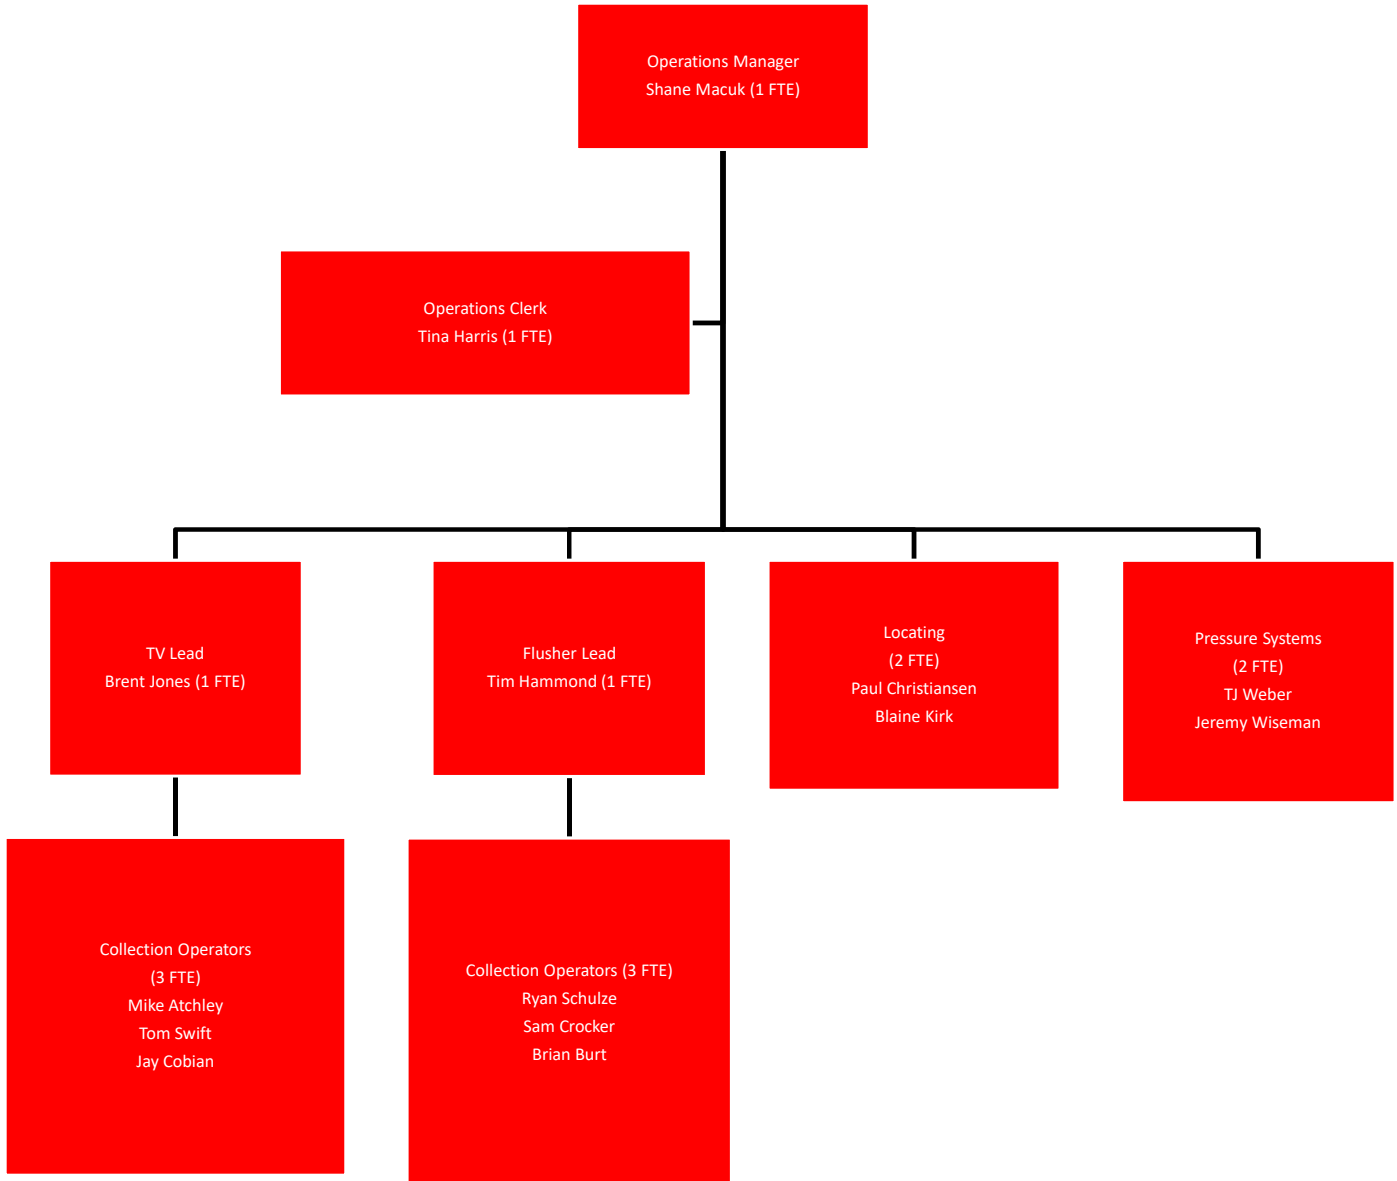 Operations Manager
Shane Macuk (1 FTE)
Operations Clerk
Tina Harris (1 FTE)
TV Lead
Brent Jones (1 FTE)
Flusher Lead
Tim Hammond (1 FTE)
Locating
(2 FTE)
Paul Christiansen
Blaine Kirk
Pressure Systems
(2 FTE)
TJ Weber
Jeremy Wiseman
Collection Operators
(3 FTE)
Mike Atchley
Tom Swift
Jay Cobian
Collection Operators (3 FTE)
Ryan Schulze
Sam Crocker
Brian Burt